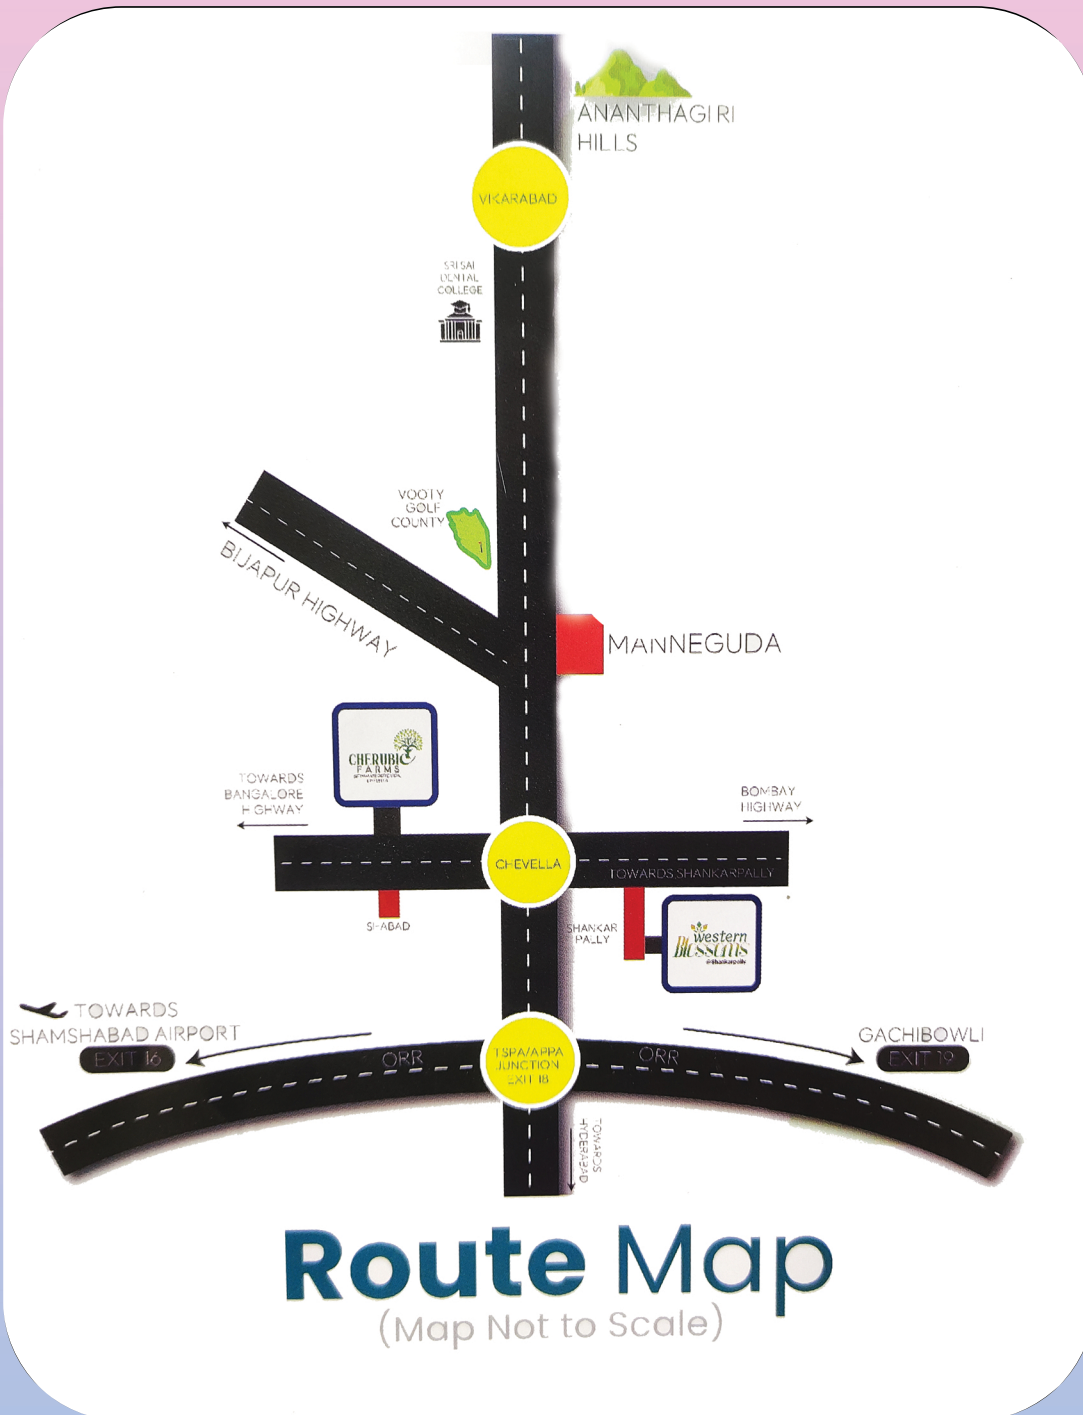 ANANTHAGIRI
HILLS
VIKARABAD
SRI SAI
DENTAL
COLLEGE
VOOTY
GOLF
COUNTY
1
BIJAPUR HIGHWAY
MANNEGUDA
CHERUBIC
FARMS
TOWARDS
BANGALORE
HIGHWAY
BOMBAY
HIGHWAY
CHEVELLA
TOWARDS SHANKARPALLY
SHABAD
SHANKAR
PALLY
western
Blossoms
@Shankarpally
TOWARDS
SHAMSHABAD AIRPORT
EXIT 16
ORR
TSPA/APPA
JUNCTION
EXIT 18
ORR
GACHIBOWLI
EXIT 19
TOWARDS
HYDERABAD
Route Map
(Map Not to Scale)